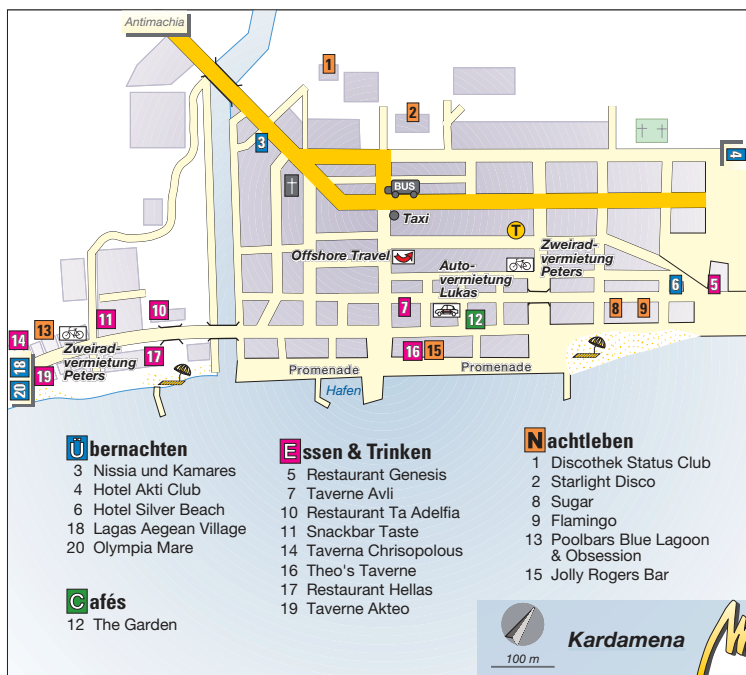 Antimachia
1
2
3
4
BUS
Taxi
T
Offshore Travel
Zweirad-
vermietung
Peters
Auto-
vermietung
Lukas
5
6
7
8
9
10
11
12
13
14
Zweirad-
vermietung
Peters
15
16
17
18
19
20
Promenade
Promenade
Hafen
Übernachten
3 Nissia und Kamares
4 Hotel Akti Club
6 Hotel Silver Beach
18 Lagas Aegean Village
20 Olympia Mare
Cafés
12 The Garden
Essen & Trinken
5 Restaurant Genesis
7 Taverne Avli
10 Restaurant Ta Adelfia
11 Snackbar Taste
14 Taverna Chrisopolous
16 Theo's Taverne
17 Restaurant Hellas
19 Taverne Akteo
Nachtleben
1 Discothek Status Club
2 Starlight Disco
8 Sugar
9 Flamingo
13 Poolbars Blue Lagoon
& Obsession
15 Jolly Rogers Bar
100 m
Kardamena